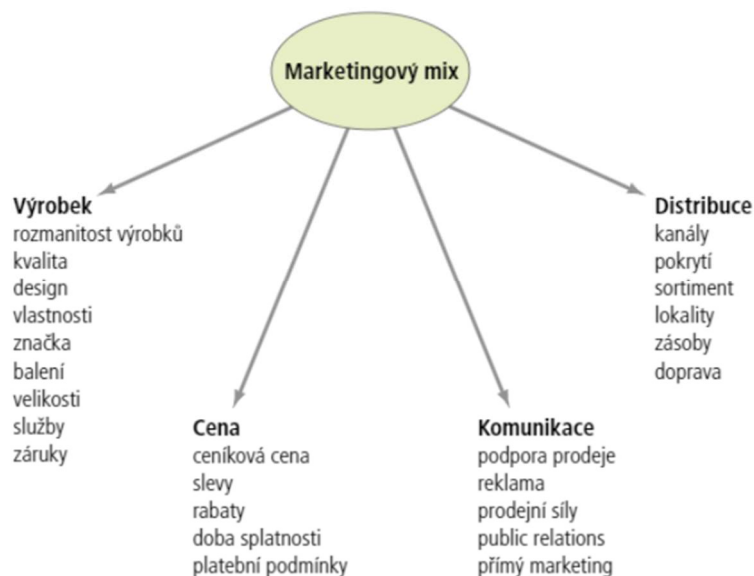 Marketingový mix
Výrobek
rozmanitost výrobků
kvalita
design
vlastnosti
značka
balení
velikosti
služby
záruky
Cena
ceníková cena
slevy
rabaty
doba splatnosti
platební podmínky
Komunikace
podpora prodeje
reklama
prodejní síly
public relations
přímý marketing
Distribuce
kanály
pokrytí
sortiment
lokality
zásoby
doprava